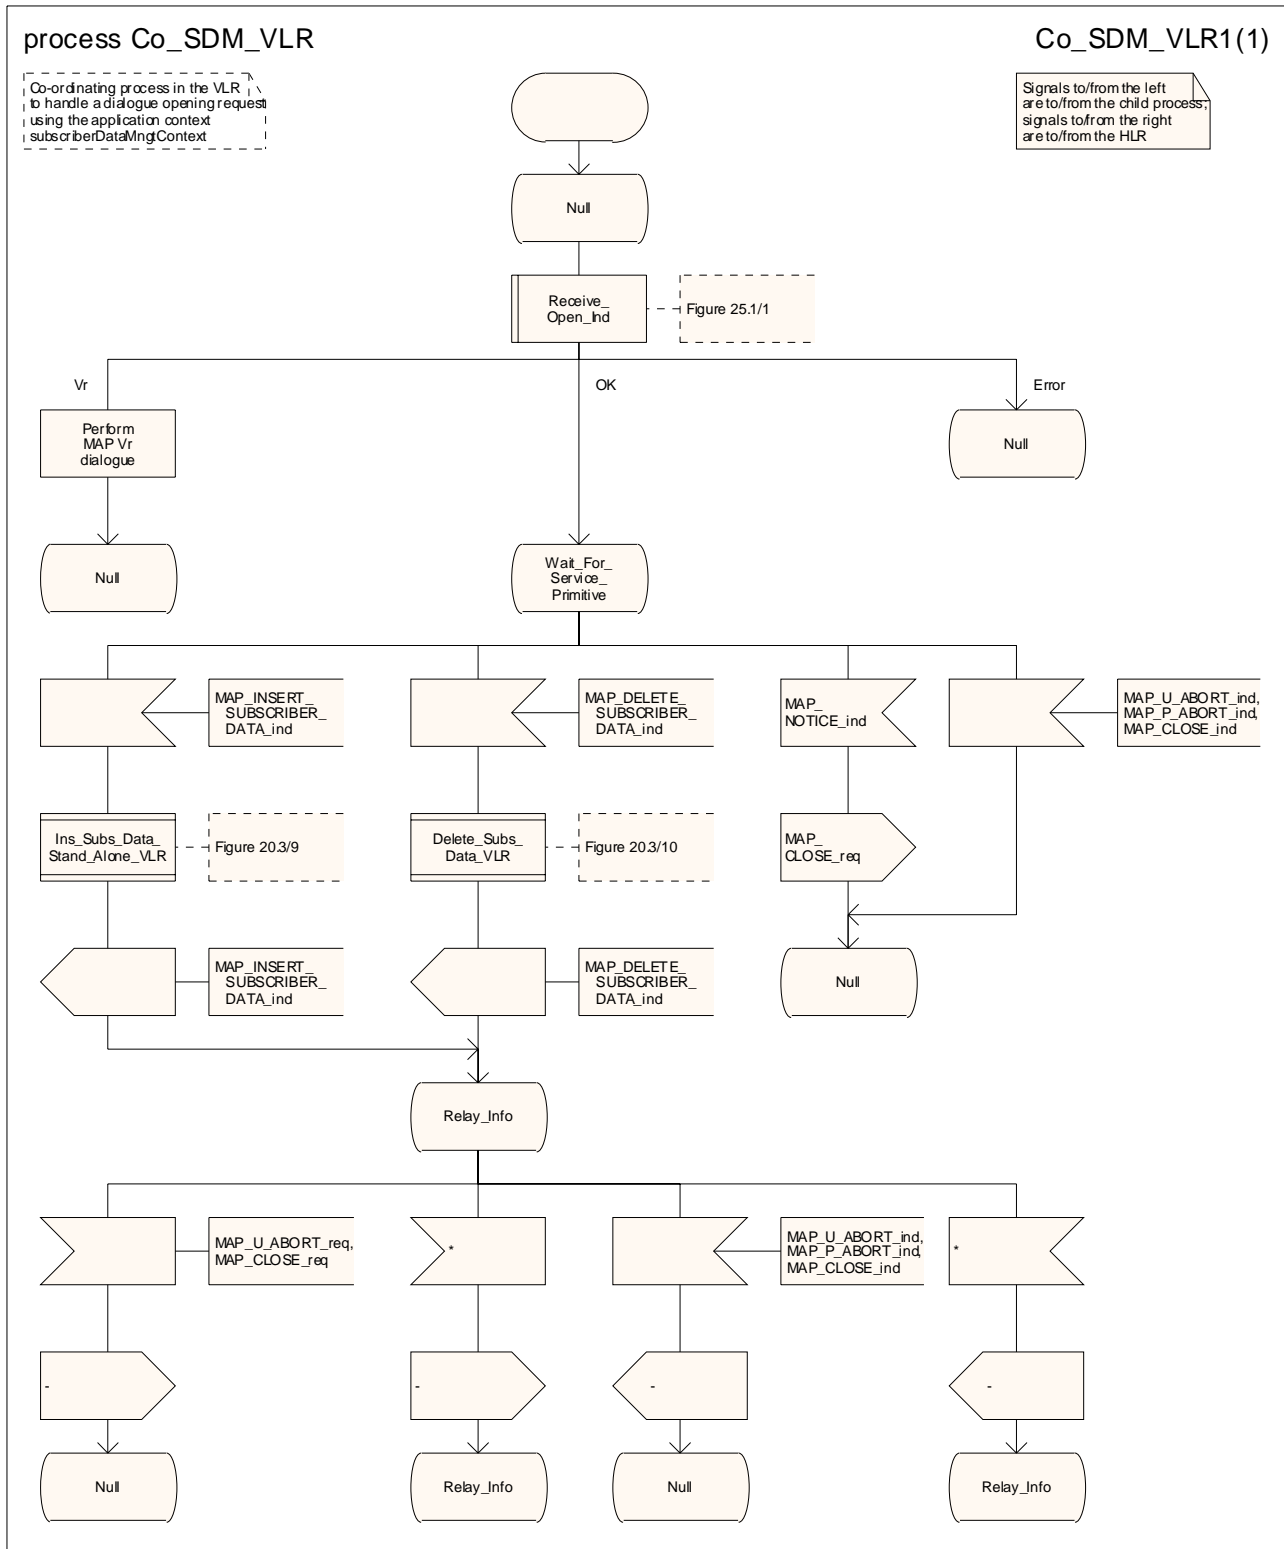 process Co_SDM_VLR
Co_SDM_VLR1(1)
Co-ordinating process in the VLR
to handle a dialogue opening request
using the application context
subscriberDataMngtContext
Signals to/from the left
are to/from the child process;
signals to/from the right
are to/from the HLR
Null
Receive_
Open_Ind
Figure 25.1/1
Vr
OK
Error
Perform
MAP Vr
dialogue
Null
Null
Wait_For_
Service_
Primitive
MAP_INSERT_
SUBSCRIBER_
DATA_ind
MAP_DELETE_
SUBSCRIBER_
DATA_ind
MAP_
NOTICE_ind
MAP_U_ABORT_ind,
MAP_P_ABORT_ind,
MAP_CLOSE_ind
Ins_Subs_Data_
Stand_Alone_VLR
Figure 20.3/9
Delete_Subs_
Data_VLR
Figure 20.3/10
MAP_
CLOSE_req
MAP_INSERT_
SUBSCRIBER_
DATA_ind
MAP_DELETE_
SUBSCRIBER_
DATA_ind
Null
Relay_Info
MAP_U_ABORT_req,
MAP_CLOSE_req
*
MAP_U_ABORT_ind,
MAP_P_ABORT_ind,
MAP_CLOSE_ind
*
-
-
-
-
Null
Relay_Info
Null
Relay_Info